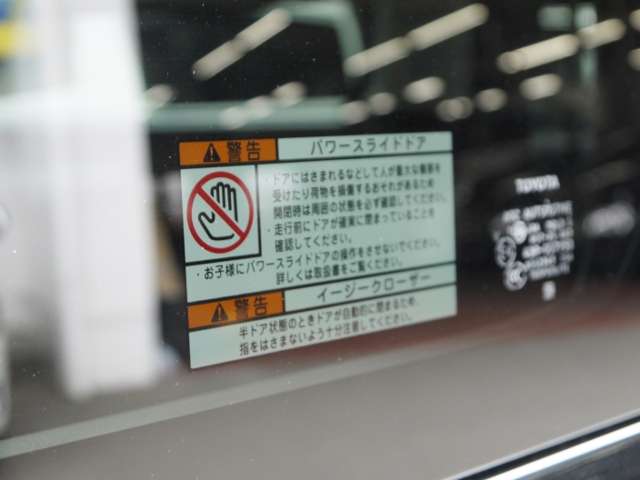 警告 パワースライドドア
・ドアにはさまれるなどして人が重大な傷害を
受けたり荷物を損傷するおそれがあるため
開閉時は周囲の状態を必ず確認してください。
・走行前にドアが確実に閉まっていることを
確認してください。
・お子様にパワースライドドアの操作をさせないでください。
詳しくは取扱書をご覧ください。
警告 イージークローザー
半ドア状態のときドアが自動的に閉まるため、
指をはさまないよう十分注意してください。
TOYOTA